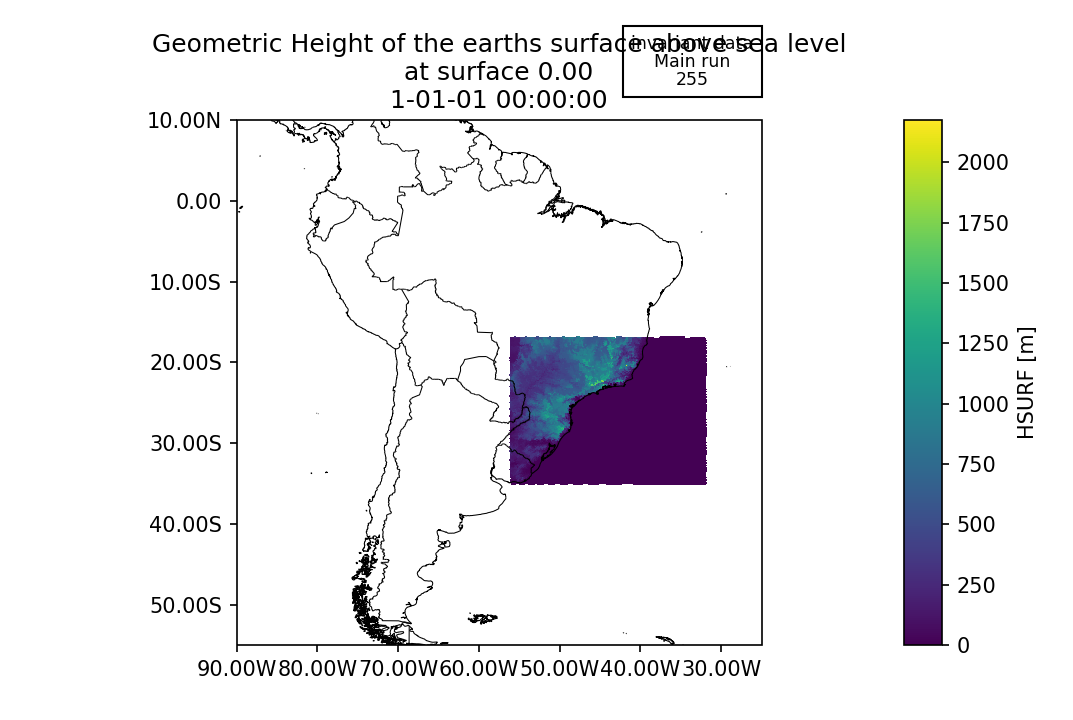 Geometric Height of the earths surface above sea level
at surface 0.00
1-01-01 00:00:00
invariant data
Main run
255
10.00N
0.00
10.00S
20.00S
30.00S
40.00S
50.00S
90.00W 80.00W 70.00W 60.00W 50.00W 40.00W 30.00W
2000
1750
1500
1250
1000
750
500
250
0
HSURF [m]